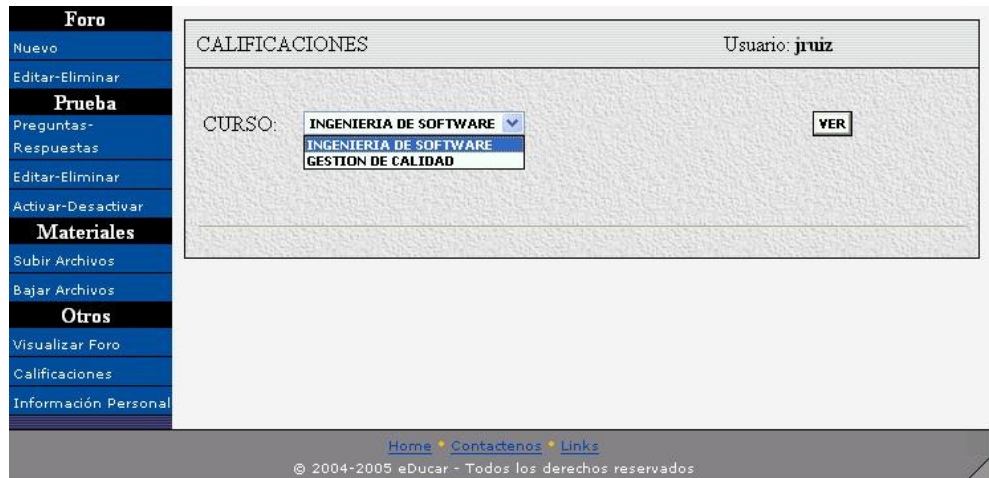 Foro
Nuevo
Editar-Eliminar
Prueba
Preguntas-
Respuestas
Editar-Eliminar
Activar-Desactivar
Materiales
Subir Archivos
Bajar Archivos
Otros
Visualizar Foro
Calificaciones
Información Personal
CALIFICACIONES Usuario: jruiz
CURSO: INGENIERIA DE SOFTWARE VER
INGENIERIA DE SOFTWARE
GESTION DE CALIDAD
Home * Contactenos * Links
© 2004-2005 eDucar - Todos los derechos reservados